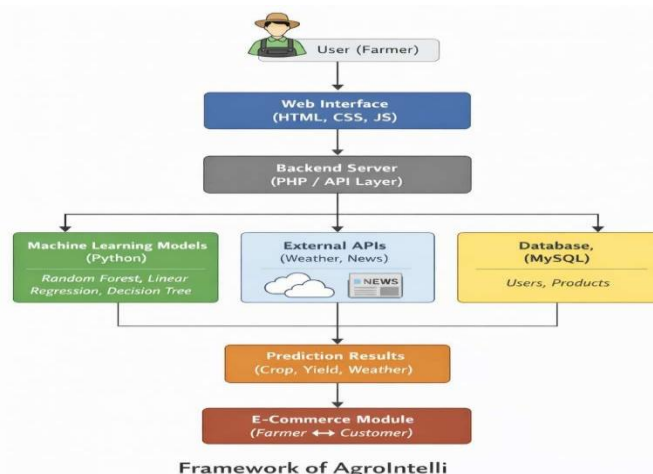 User (Farmer)
Web Interface
(HTML, CSS, JS)
Backend Server
(PHP / API Layer)
Machine Learning Models
(Python)
Random Forest, Linear
Regression, Decision Tree
External APIs
(Weather, News)
NEWS
Database,
(MySQL)
Users, Products
Prediction Results
(Crop, Yield, Weather)
E-Commerce Module
(Farmer ↔ Customer)
Framework of AgroIntelli